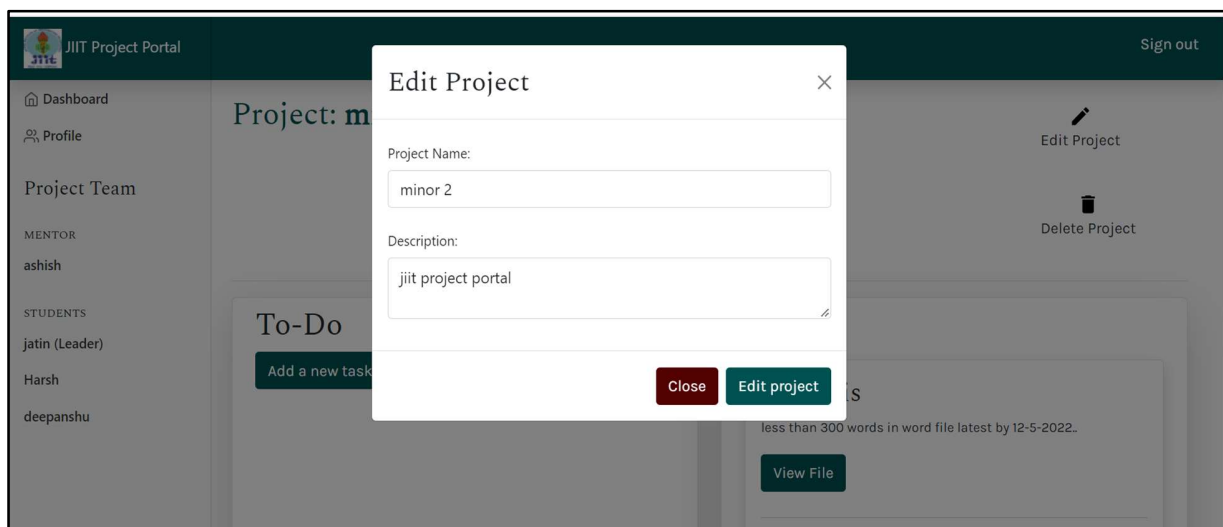 JIIT Project Portal
Sign out
Dashboard
Profile
Project Team
MENTOR
ashish
STUDENTS
jatin (Leader)
Harsh
deepanshu
Project: m
Edit Project
Delete Project
Edit Project
Project Name:
minor 2
Description:
jiit project portal
Close
Edit project
To-Do
Add a new task
less than 300 words in word file latest by 12-5-2022..
View File